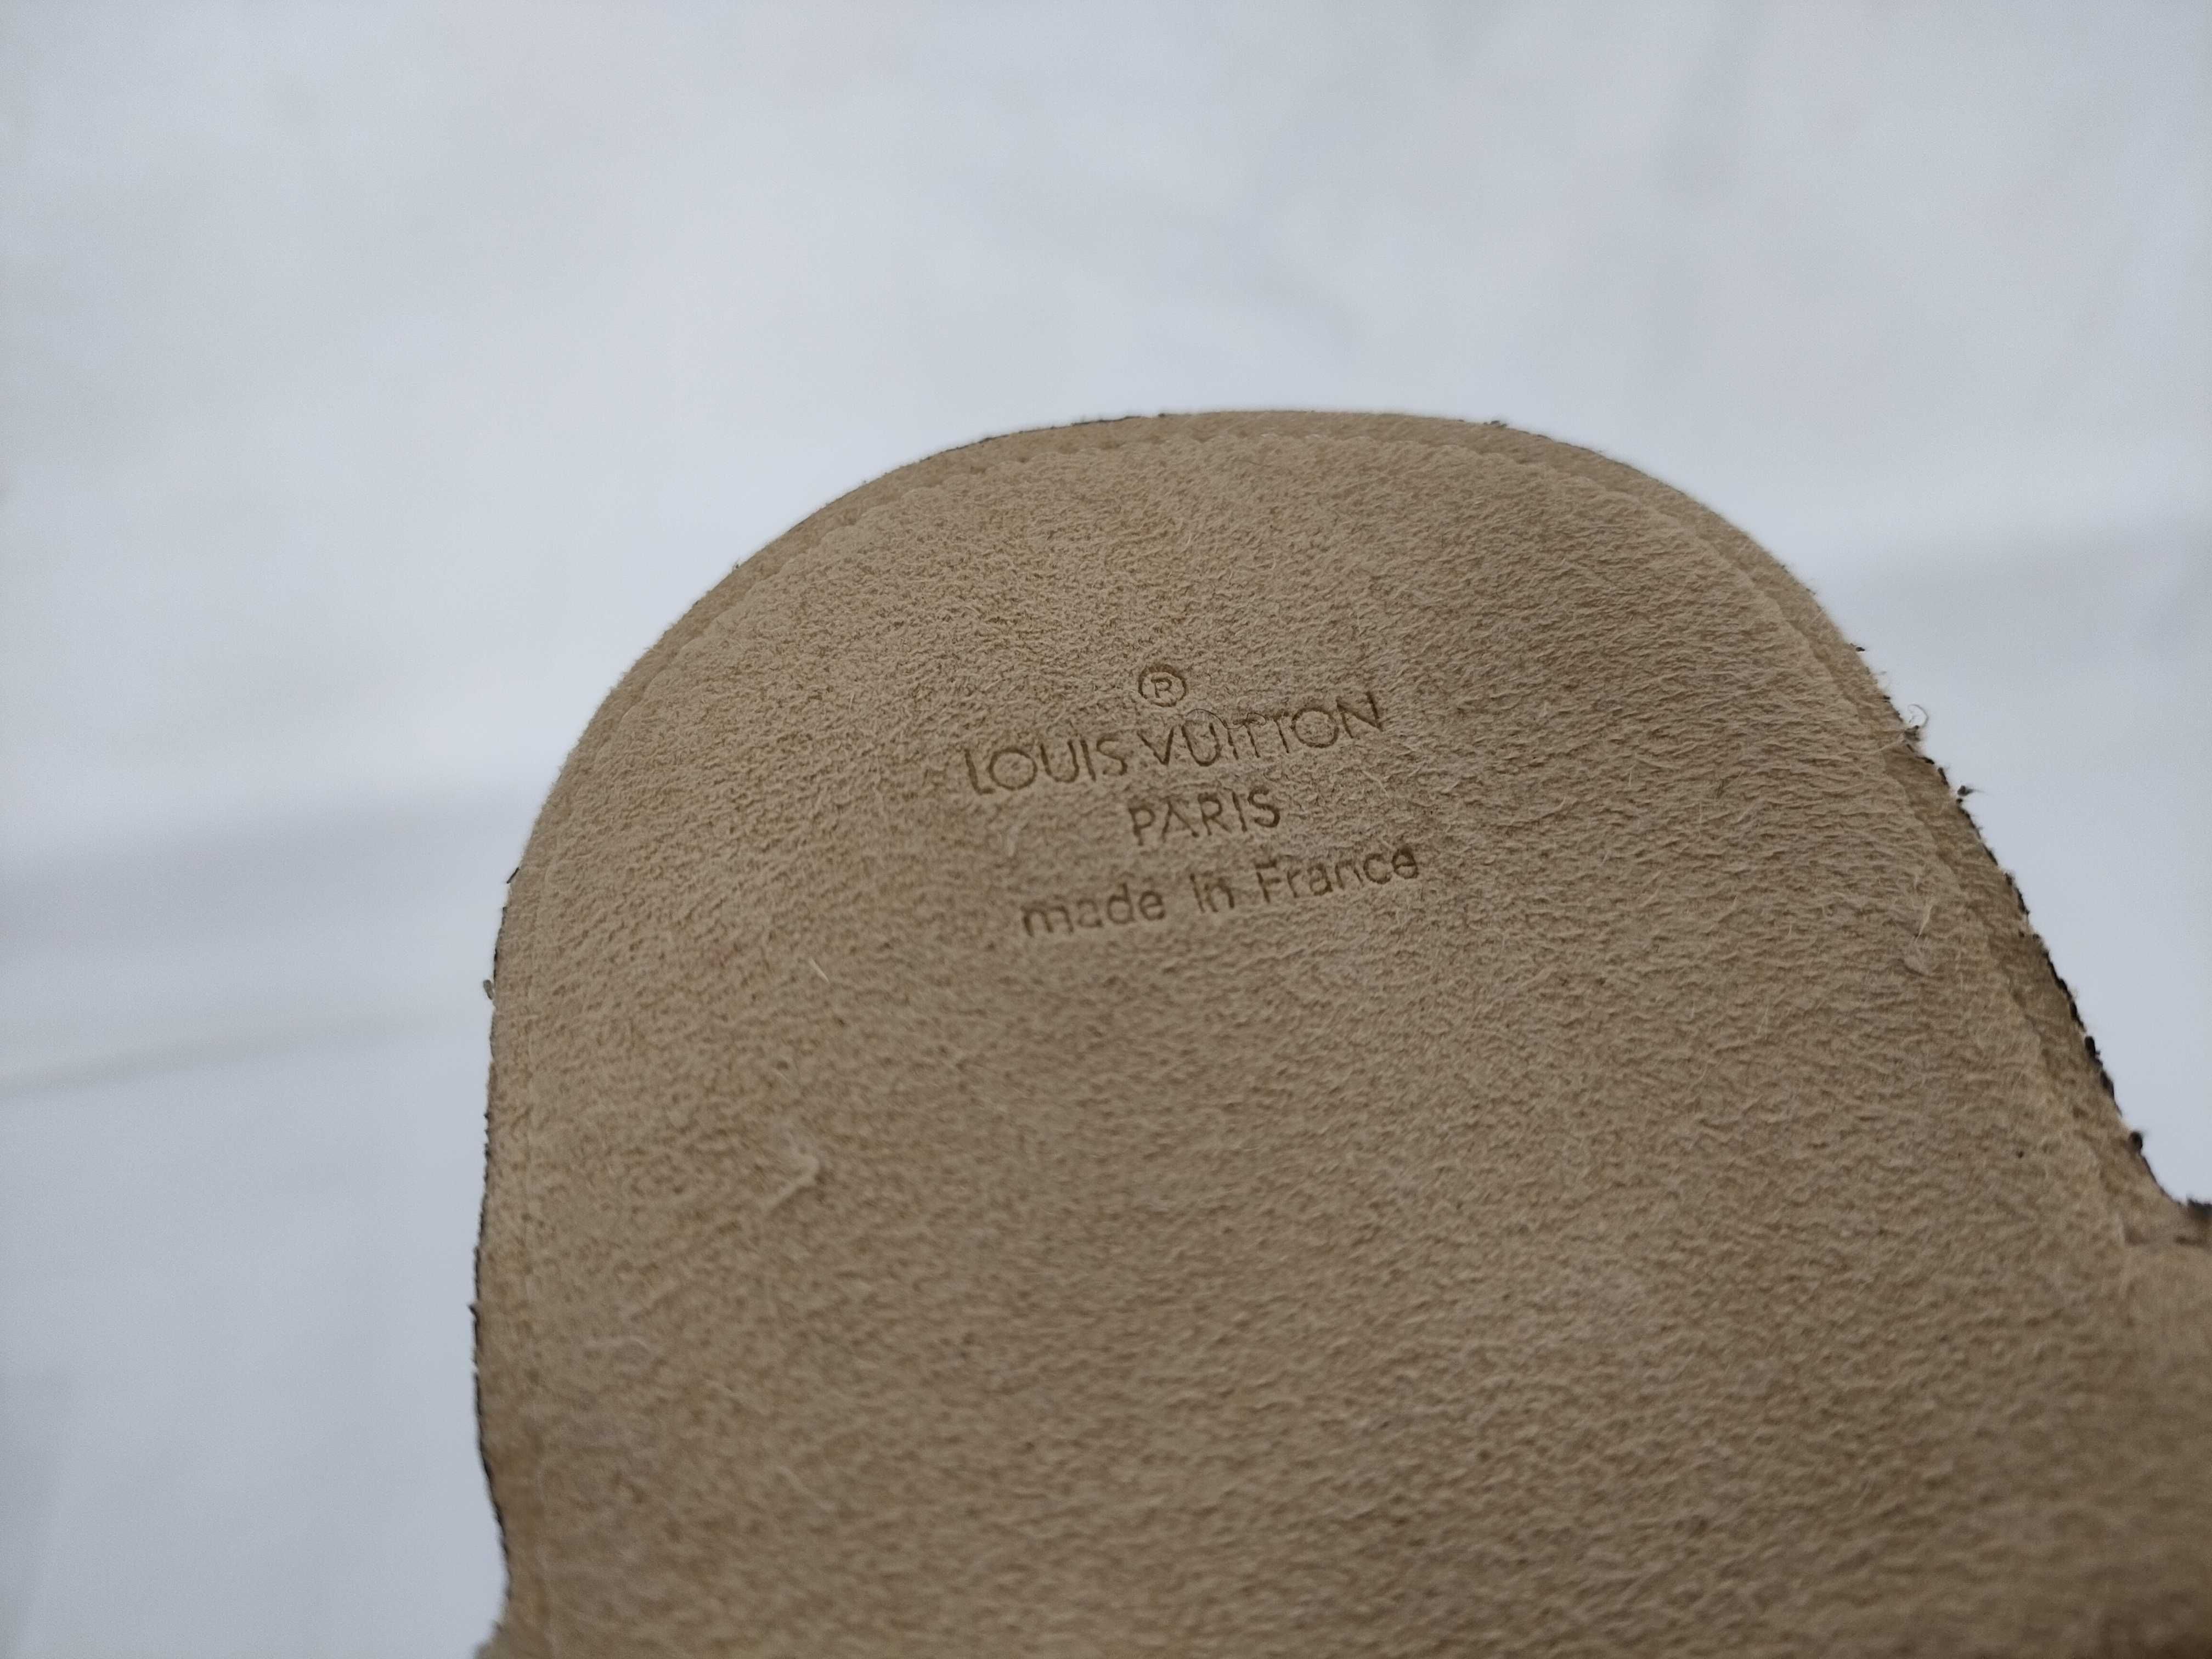 ®
LOUIS VUITTON
PARIS
made in France